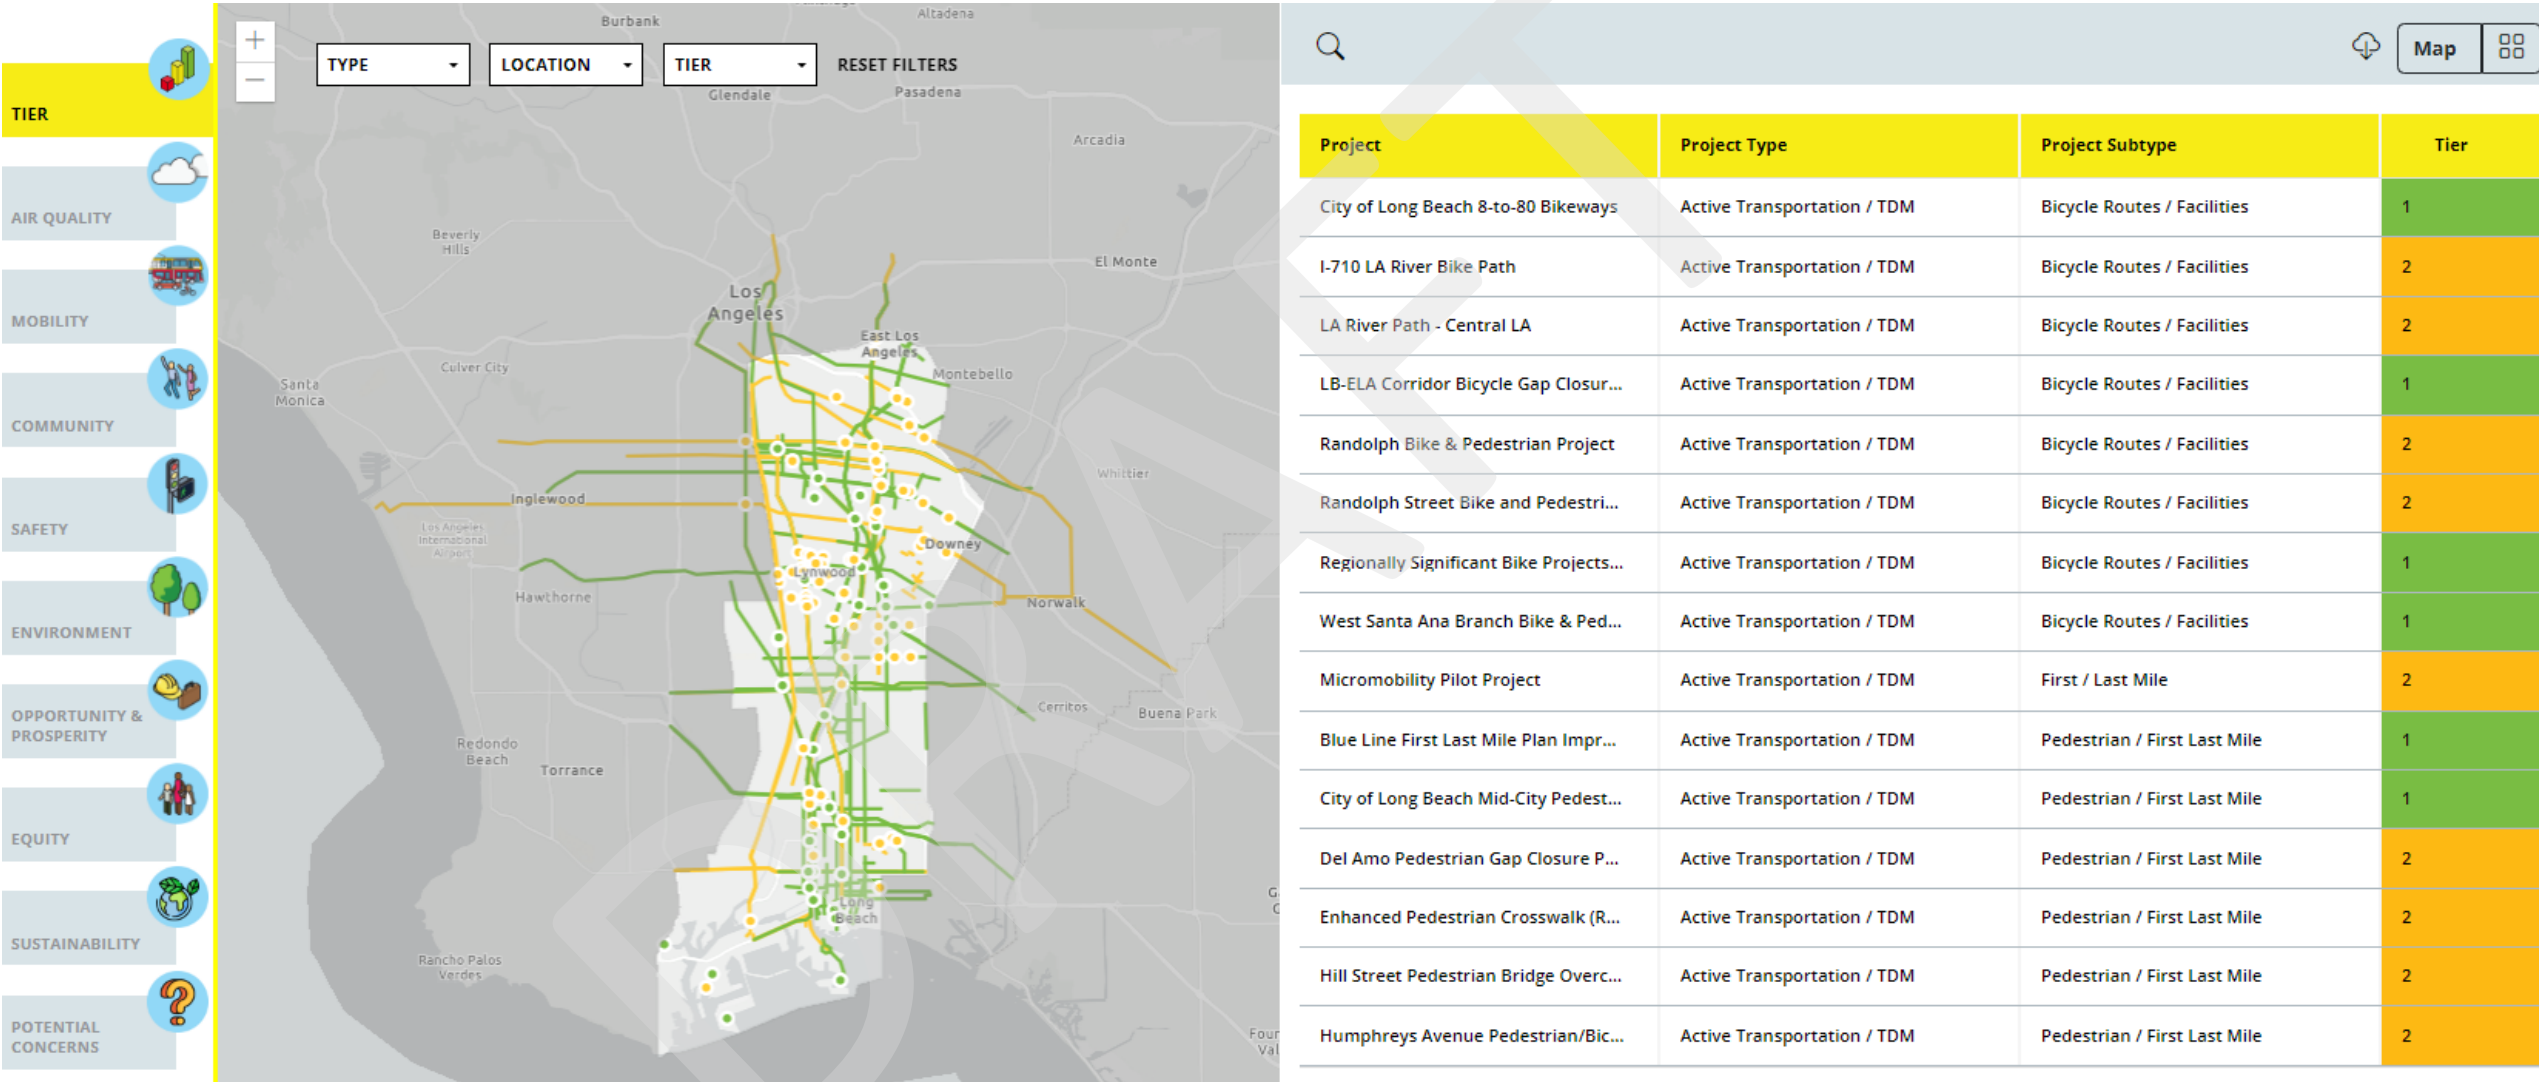 TIER
AIR QUALITY
MOBILITY
COMMUNITY
SAFETY
ENVIRONMENT
OPPORTUNITY &
PROSPERITY
EQUITY
SUSTAINABILITY
POTENTIAL
CONCERNS
+
−
TYPE
LOCATION
TIER
RESET FILTERS
Burbank
Altadena
Glendale
Pasadena
Arcadia
Beverly
Hills
El Monte
Los
Angeles
East Los
Angeles
Culver City
Montebello
Santa
Monica
Whittier
Inglewood
Los Angeles
International
Airport
Downey
Lynwood
Hawthorne
Norwalk
Cerritos
Buena Park
Redondo
Beach
Torrance
Long
Beach
Rancho Palos
Verdes
Foun
Val
DRAFT
Map
Project Project Type Project Subtype Tier
City of Long Beach 8-to-80 Bikeways Active Transportation / TDM Bicycle Routes / Facilities 1
I-710 LA River Bike Path Active Transportation / TDM Bicycle Routes / Facilities 2
LA River Path - Central LA Active Transportation / TDM Bicycle Routes / Facilities 2
LB-ELA Corridor Bicycle Gap Closur... Active Transportation / TDM Bicycle Routes / Facilities 1
Randolph Bike & Pedestrian Project Active Transportation / TDM Bicycle Routes / Facilities 2
Randolph Street Bike and Pedestri... Active Transportation / TDM Bicycle Routes / Facilities 2
Regionally Significant Bike Projects... Active Transportation / TDM Bicycle Routes / Facilities 1
West Santa Ana Branch Bike & Ped... Active Transportation / TDM Bicycle Routes / Facilities 1
Micromobility Pilot Project Active Transportation / TDM First / Last Mile 2
Blue Line First Last Mile Plan Impr... Active Transportation / TDM Pedestrian / First Last Mile 1
City of Long Beach Mid-City Pedest... Active Transportation / TDM Pedestrian / First Last Mile 1
Del Amo Pedestrian Gap Closure P... Active Transportation / TDM Pedestrian / First Last Mile 2
Enhanced Pedestrian Crosswalk (R... Active Transportation / TDM Pedestrian / First Last Mile 2
Hill Street Pedestrian Bridge Overc... Active Transportation / TDM Pedestrian / First Last Mile 2
Humphreys Avenue Pedestrian/Bic... Active Transportation / TDM Pedestrian / First Last Mile 2